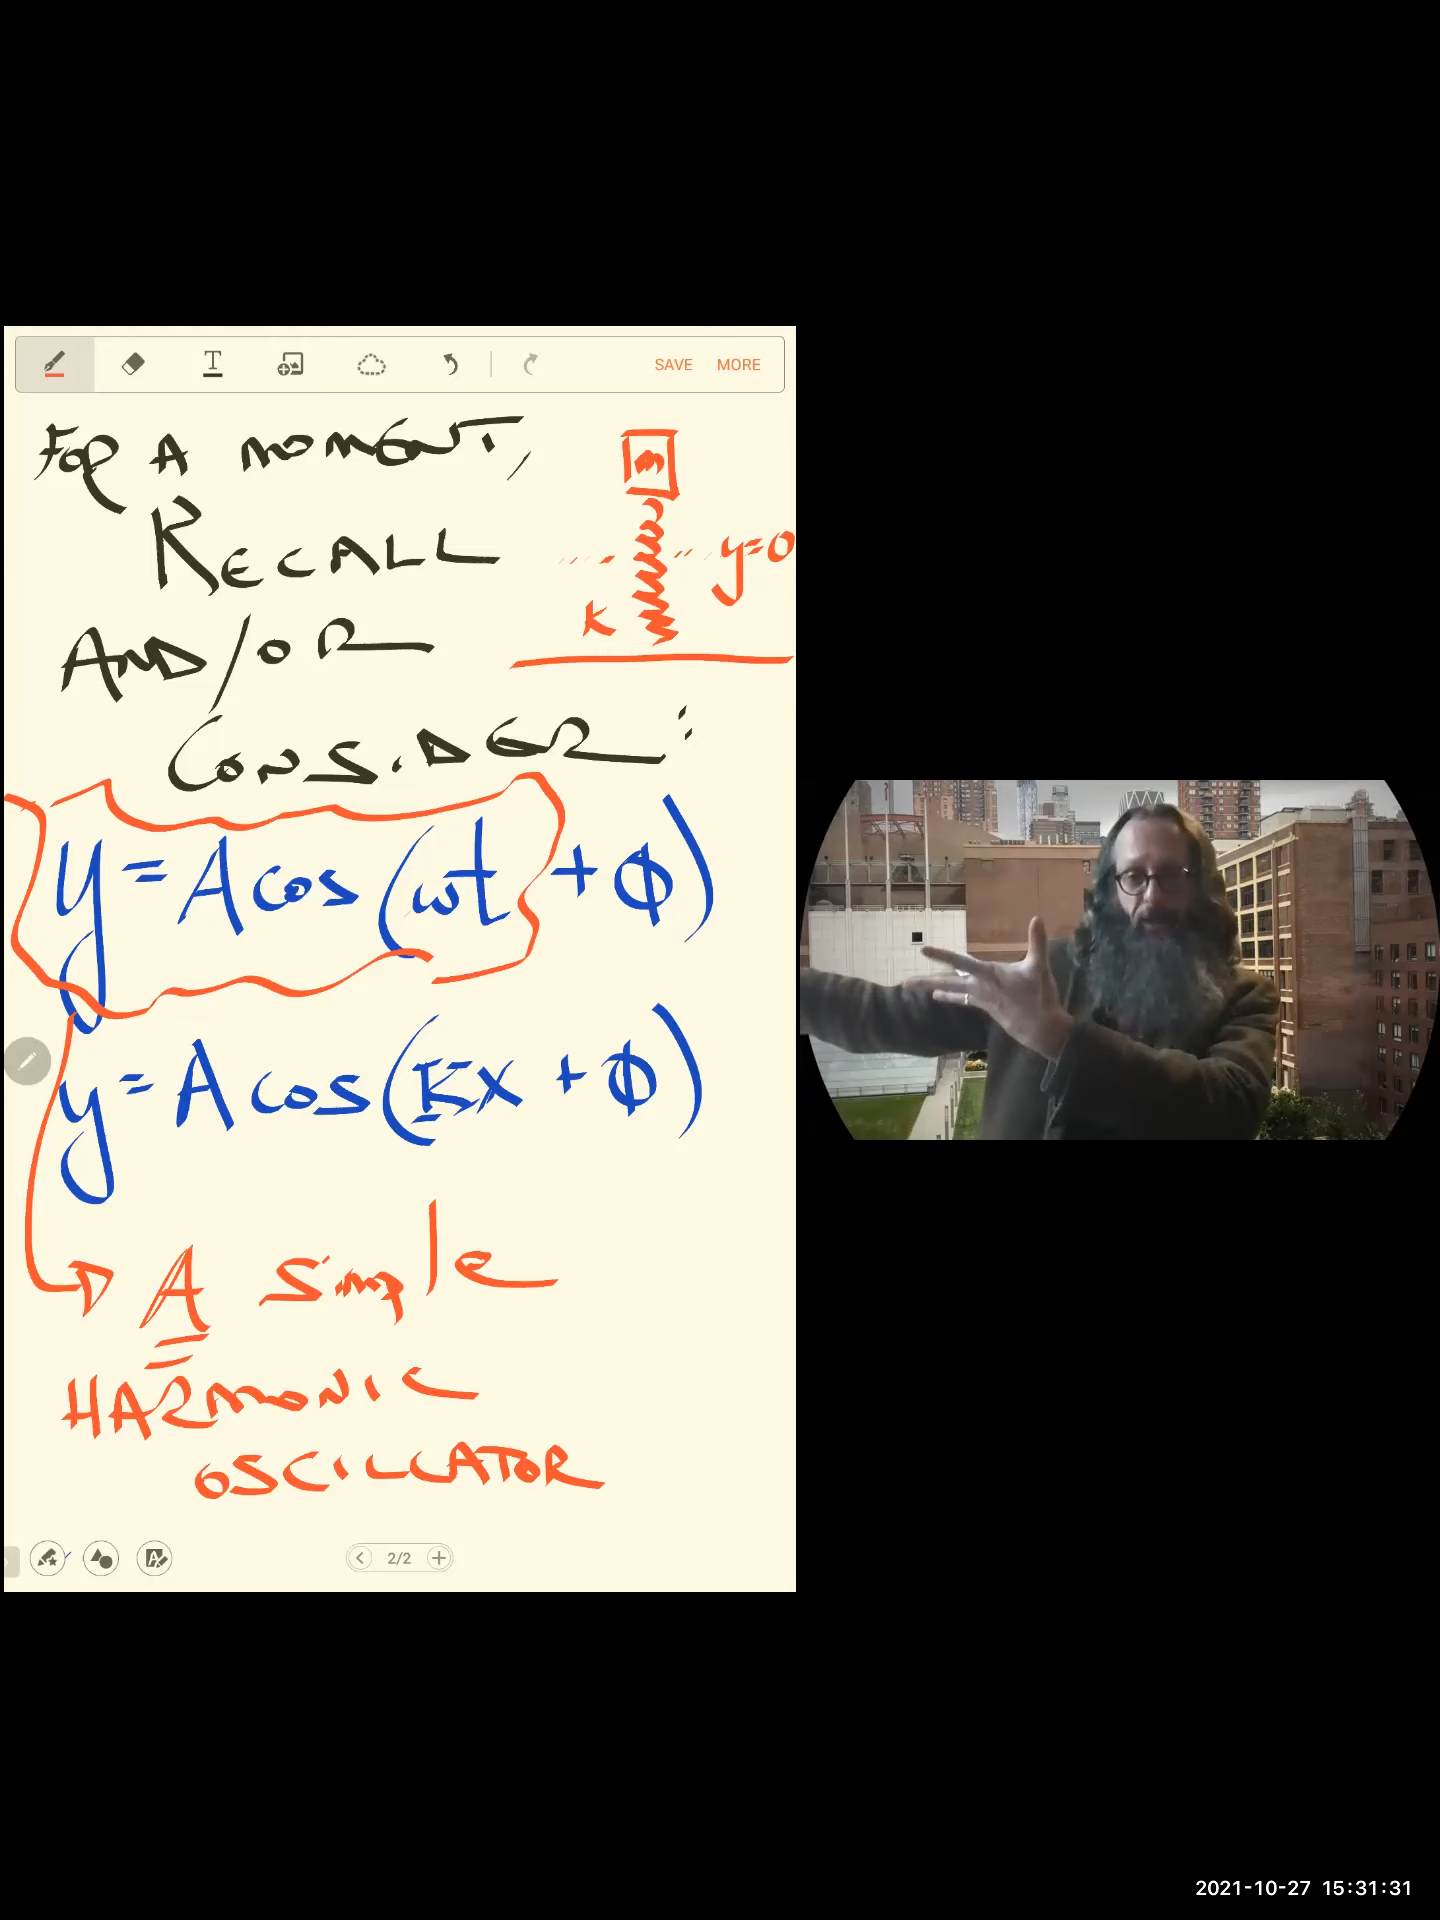 SAVE MORE
FOR A MOMENT,
RECALL
AND/OR
CONSIDER:
m
y=0
K
y=Acos(ωt+φ)
y=Acos(Kx+φ)
A Simple
HARMONIC
OSCILLATOR
2/2
2021-10-27 15:31:31